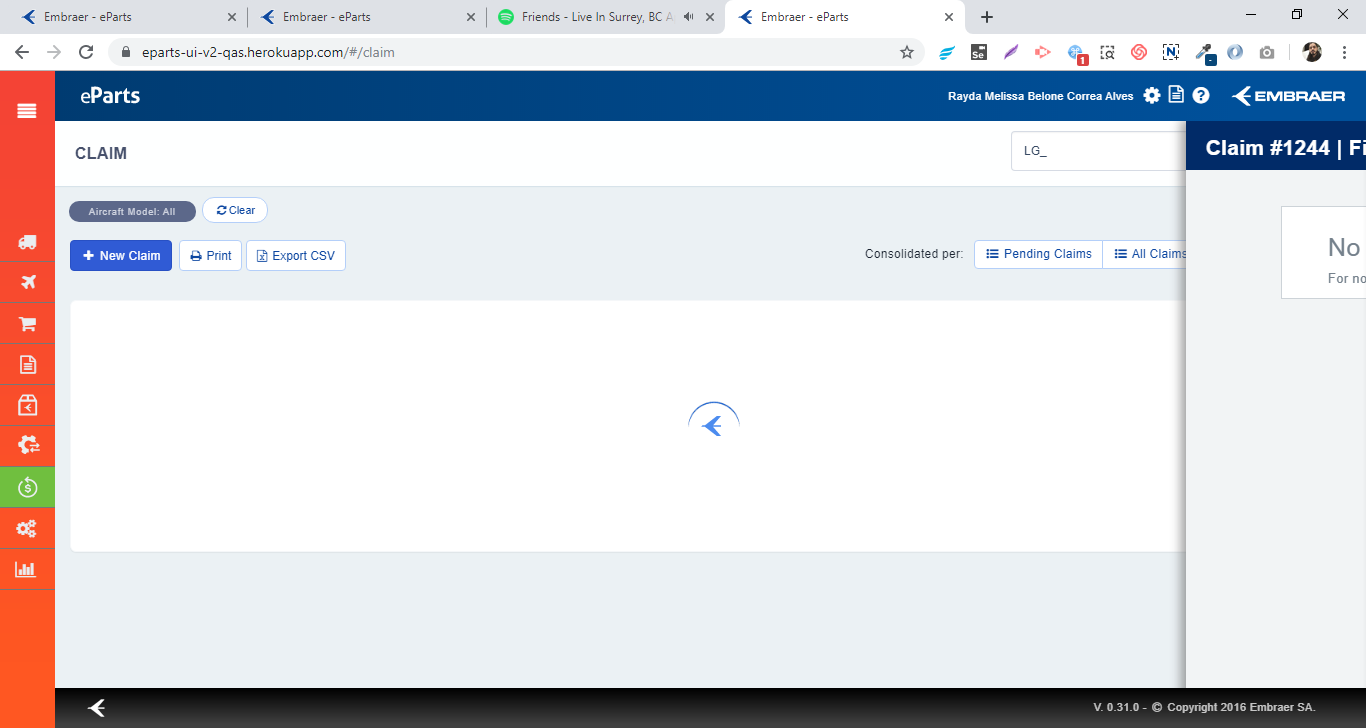 Embraer - eParts
Embraer - eParts
Friends - Live In Surrey, BC A
Embraer - eParts
eparts-ui-v2-qas.herokuapp.com/#/claim
Se
1
N
eParts
Rayda Melissa Belone Correa Alves
EMBRAER
CLAIM
LG_
Claim #1244 | Fi
Aircraft Model: All
Clear
New Claim
Print
Export CSV
Consolidated per:
Pending Claims
All Claims
No
For no
V. 0.31.0 - © Copyright 2016 Embraer SA.